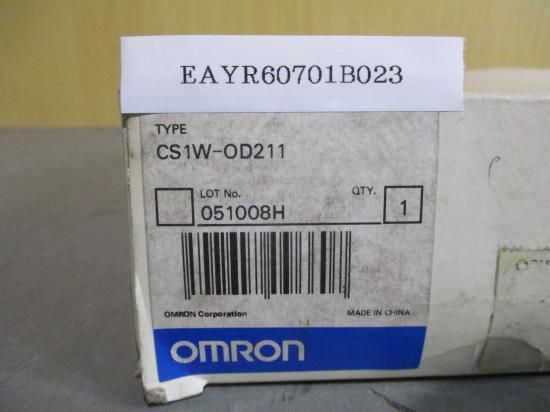 EAYR60701B023
TYPE
CS1W-OD211
LOT No.
QTY.
051008H
1
OMRON Corporation
MADE IN CHINA
OMRON